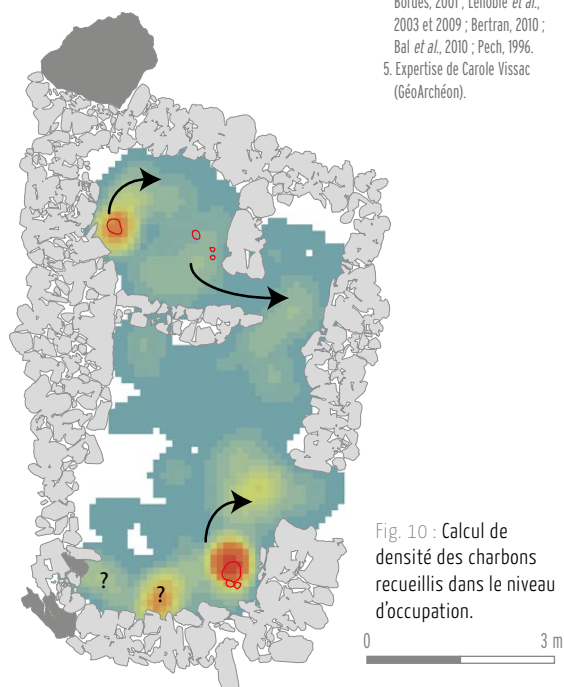 Bordes, 2001 ; Lenoble et al.,
2003 et 2009 ; Bertran, 2010 ;
Bal et al., 2010 ; Pech, 1996.
5. Expertise de Carole Vissac
(GéoArchéon).
? ?
Fig. 10 : Calcul de
densité des charbons
recueillis dans le niveau
d'occupation.
0 3 m